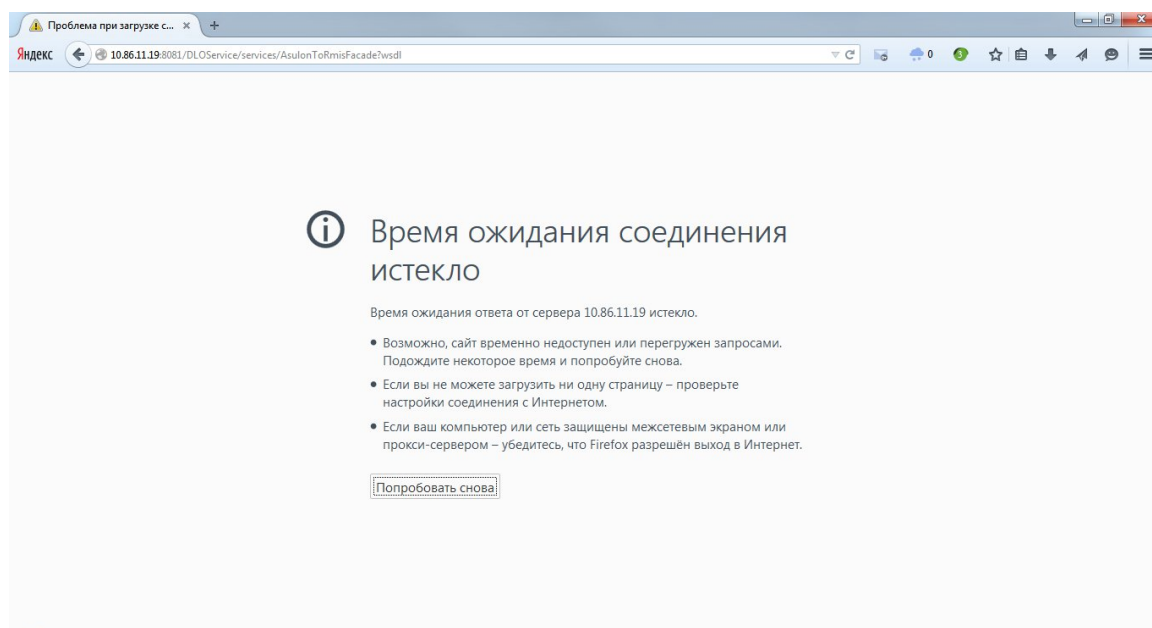 Проблема при загрузке с...
Яндекс 10.86.11.19:8081/DLOService/services/AsulonToRmisFacade?wsdl 0 3
Время ожидания соединения
истекло
Время ожидания ответа от сервера 10.86.11.19 истекло.
Возможно, сайт временно недоступен или перегружен запросами.
Подождите некоторое время и попробуйте снова.
Если вы не можете загрузить ни одну страницу – проверьте
настройки соединения с Интернетом.
Если ваш компьютер или сеть защищены межсетевым экраном или
прокси-сервером – убедитесь, что Firefox разрешён выход в Интернет.
Попробовать снова